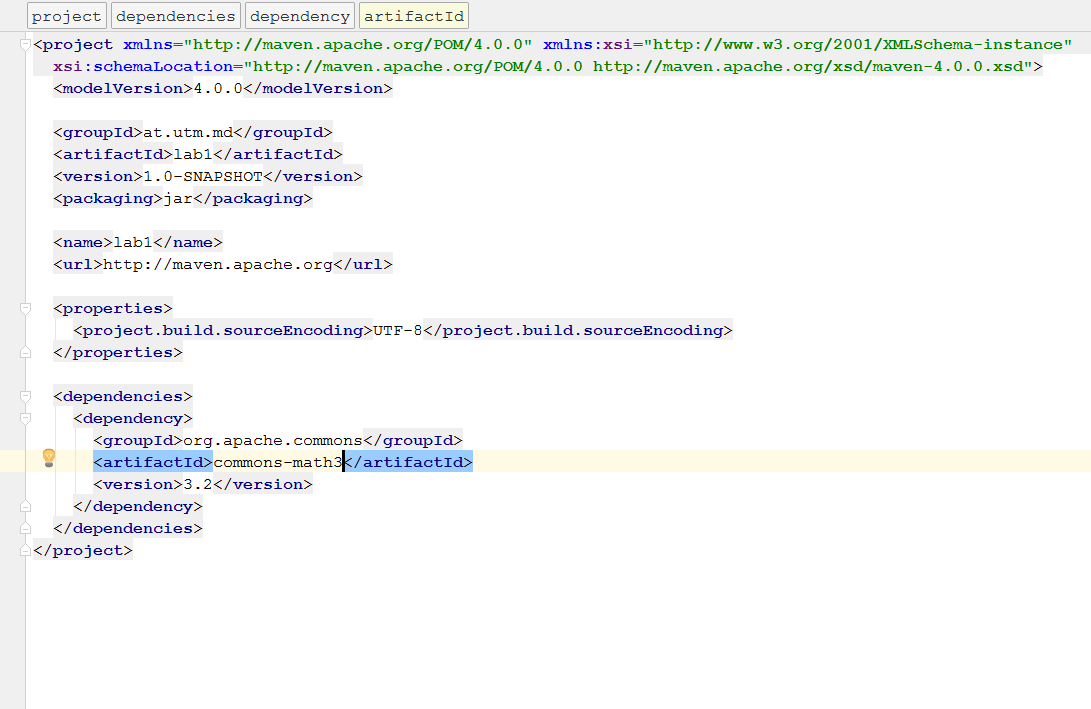 project dependencies dependency artifactId
<project xmlns="http://maven.apache.org/POM/4.0.0" xmlns:xsi="http://www.w3.org/2001/XMLSchema-instance"
  xsi:schemaLocation="http://maven.apache.org/POM/4.0.0 http://maven.apache.org/xsd/maven-4.0.0.xsd">
  <modelVersion>4.0.0</modelVersion>

  <groupId>at.utm.md</groupId>
  <artifactId>lab1</artifactId>
  <version>1.0-SNAPSHOT</version>
  <packaging>jar</packaging>

  <name>lab1</name>
  <url>http://maven.apache.org</url>

  <properties>
    <project.build.sourceEncoding>UTF-8</project.build.sourceEncoding>
  </properties>

  <dependencies>
    <dependency>
      <groupId>org.apache.commons</groupId>
      <artifactId>commons-math3</artifactId>
      <version>3.2</version>
    </dependency>
  </dependencies>
</project>